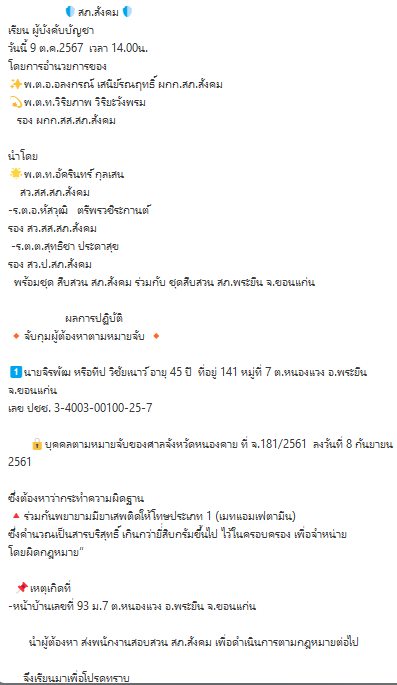 🛡️ สภ.สังคม 🛡️
เรียน ผู้บังคับบัญชา
วันนี้ 9 ต.ค.2567 เวลา 14.00น.
โดยการอำนวยการของ
✨พ.ต.อ.อลงกรณ์ เสนีย์รณฤทธิ์ ผกก.สภ.สังคม
💫พ.ต.ท.วิริยภาพ วิริยะวังพรม
รอง ผกก.สส.สภ.สังคม
นำโดย
🌟พ.ต.ท.อัครินทร์ กุลเสน
สว.สส.สภ.สังคม
-ร.ต.อ.หัสวุฒิ ตรีพรวชิระกานต์
รอง สว.สส.สภ.สังคม
-ร.ต.ต.สุทธิชา ประดาสุข
รอง สว.ป.สภ.สังคม
พร้อมชุด สืบสวน สภ.สังคม ร่วมกับ ชุดสืบสวน สภ.พระยืน จ.ขอนแก่น
ผลการปฏิบัติ
🔸จับกุมผู้ต้องหาตามหมายจับ 🔸
1️⃣นายจิรพัฒ หรือทิป วิชัยเนาว์ อายุ 45 ปี ที่อยู่ 141 หมู่ที่ 7 ต.หนองแวง อ.พระยืน
จ.ขอนแก่น
เลข ปชช. 3-4003-00100-25-7
🔒บุคคลตามหมายจับของศาลจังหวัดหนองคาย ที่ จ.181/2561 ลงวันที่ 8 กันยายน
2561
ซึ่งต้องหาว่ากระทำความผิดฐาน
🔺ร่วมกันพยายามมียาเสพติดให้โทษประเภท 1 (เมทแอมเฟตามีน)
ซึ่งคำนวณเป็นสารบริสุทธิ์ เกินกว่ายี่สิบกรัมขึ้นไป ไว้ในครอบครอง เพื่อจำหน่าย
โดยผิดกฎหมาย"
📌เหตุเกิดที่
-หน้าบ้านเลขที่ 93 ม.7 ต.หนองแวง อ.พระยืน จ.ขอนแก่น
นำผู้ต้องหา ส่งพนักงานสอบสวน สภ.สังคม เพื่อดำเนินการตามกฎหมายต่อไป
จึงเรียนมาเพื่อโปรดทราบ